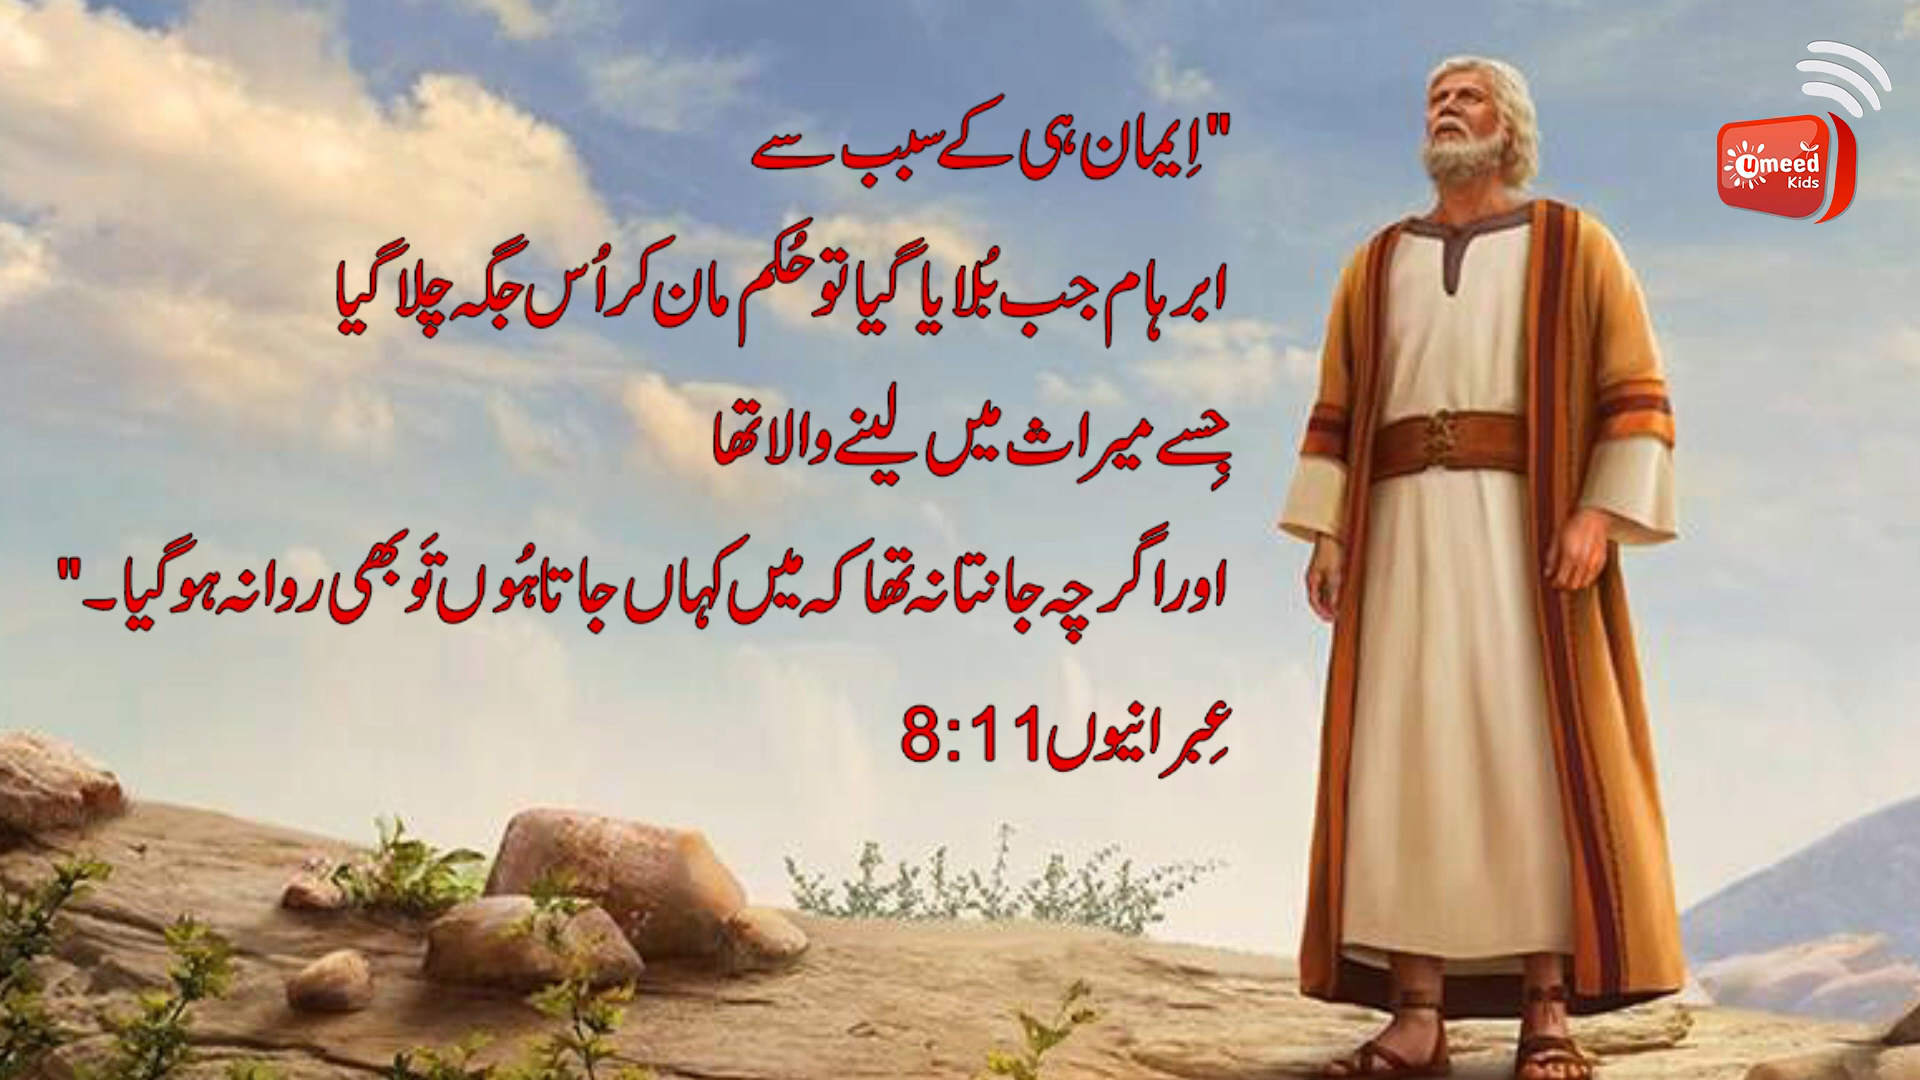 "اِیمان ہی کے سبب سے
ابرہام جب بُلایا گیا تو حُکم مان کر اُس جگہ چلا گیا
جِسے میراث میں لینے والا تھا
اور اگرچہ جانتا نہ تھا کہ میں کہاں جاتا ہُوں تَو بھی روانہ ہو گیا۔"
عِبرانیوں 8:11
umeed
Kids